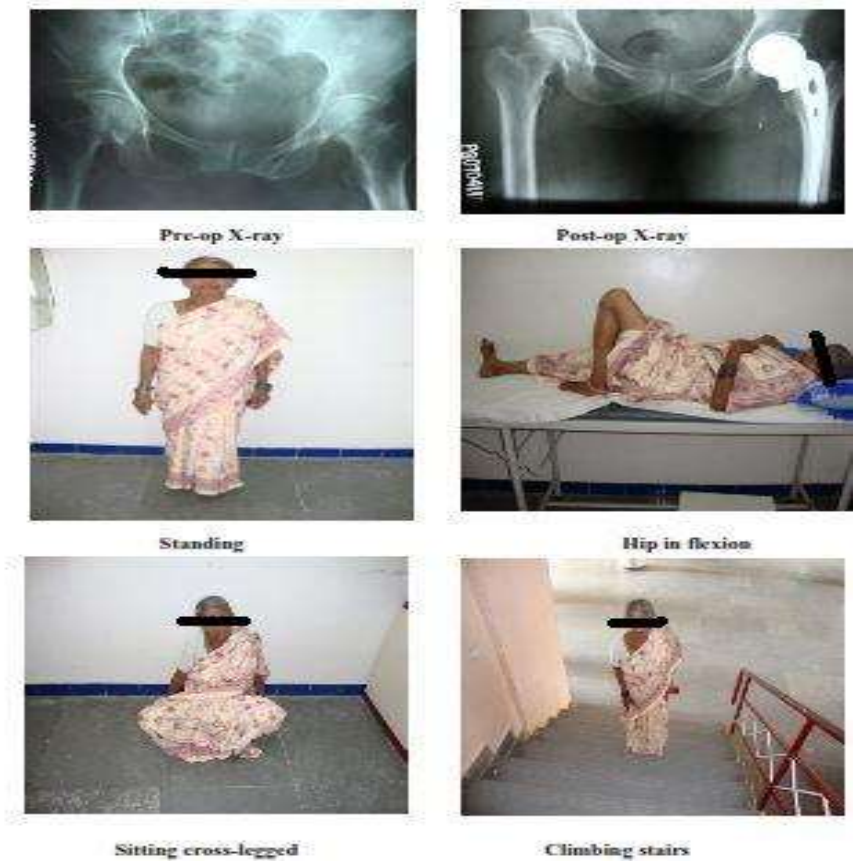 Pre-op X-ray
Post-op X-ray
Standing
Hip in flexion
Sitting cross-legged
Climbing stairs